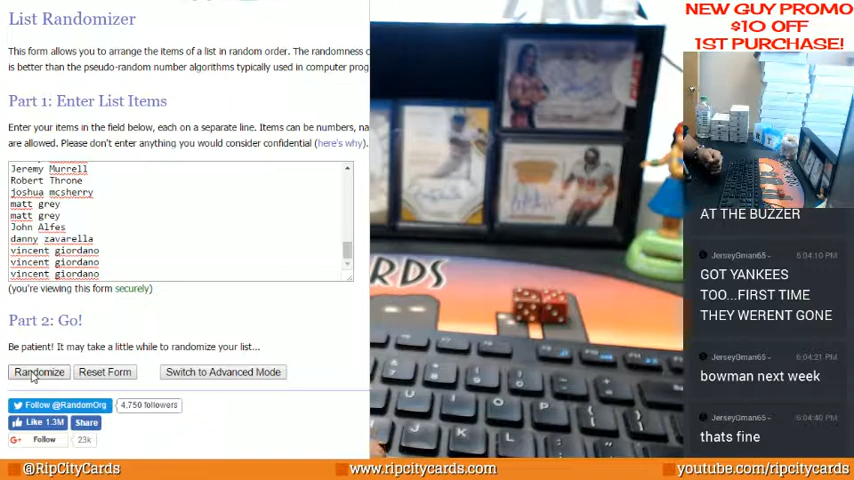 List Randomizer
This form allows you to arrange the items of a list in random order. The randomness c
is better than the pseudo-random number algorithms typically used in computer prog
Part 1: Enter List Items
Enter your items in the field below, each on a separate line. Items can be numbers, na
are allowed. Please don't enter anything you would consider confidential (here's why).
Jeremy Murrell
Robert Throne
joshua mcsherry
matt grey
matt grey
John Alfes
danny zavarella
vincent giordano
vincent giordano
vincent giordano
(you're viewing this form securely)
Part 2: Go!
Be patient! It may take a little while to randomize your list...
Randomize Reset Form Switch to Advanced Mode
Follow @RandomOrg 4,750 followers
Like 1.3M Share
G+ Follow 23k
RDS
NEW GUY PROMO
$10 OFF
1ST PURCHASE!
AT THE BUZZER
JerseyGman65 6:04:10 PM
GOT YANKEES
TOO...FIRST TIME
THEY WERENT GONE
JerseyGman65 6:04:21 PM
bowman next week
JerseyGman65 6:04:40 PM
thats fine
@RipCityCards www.ripcitycards.com youtube.com/ripcitycards